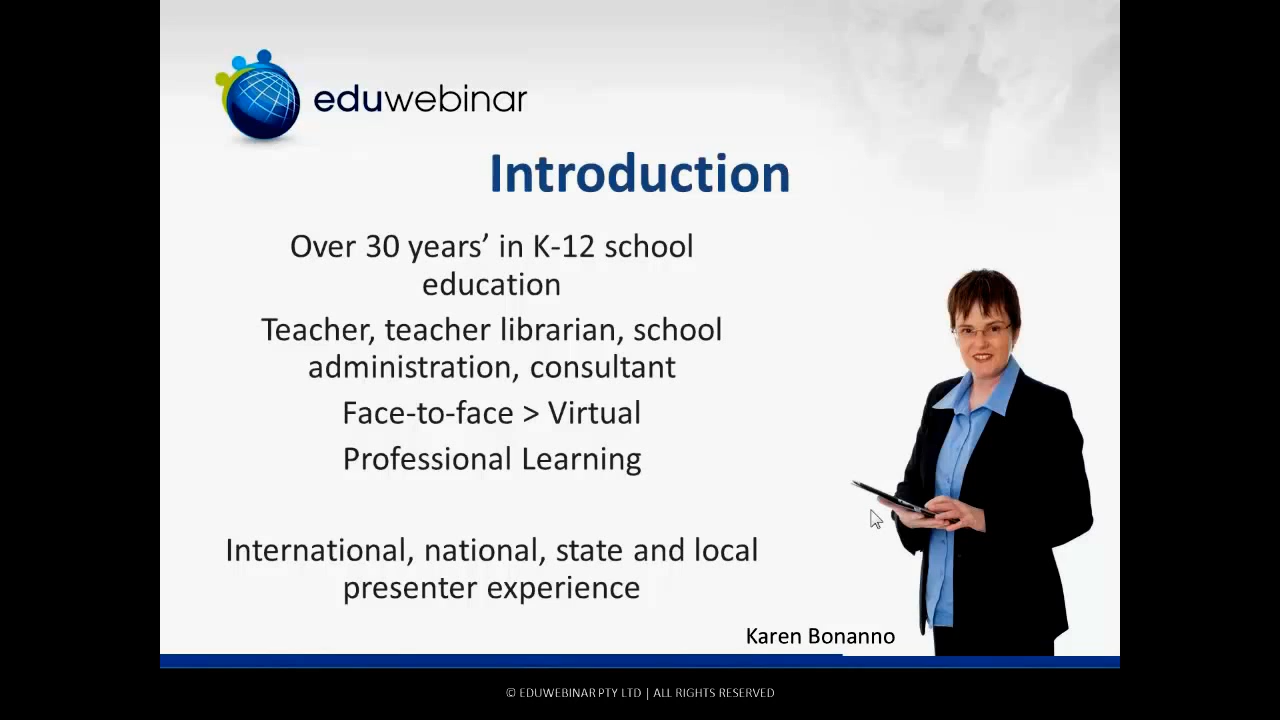 eduwebinar
Introduction
Over 30 years’ in K-12 school
education
Teacher, teacher librarian, school
administration, consultant
Face-to-face > Virtual
Professional Learning
International, national, state and local
presenter experience
Karen Bonanno
© EDUWEBINAR PTY LTD | ALL RIGHTS RESERVED